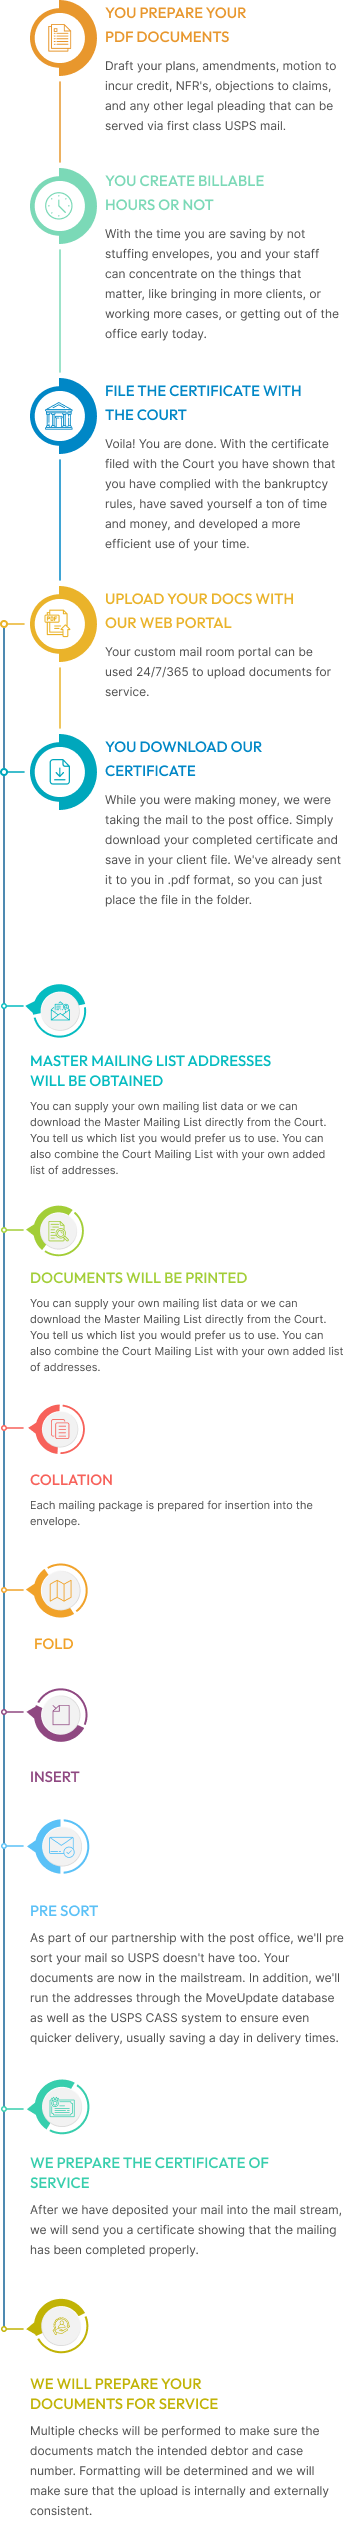 YOU PREPARE YOUR
PDF DOCUMENTS
Draft your plans, amendments, motion to
incur credit, NFR's, objections to claims,
and any other legal pleading that can be
served via first class USPS mail.
YOU CREATE BILLABLE
HOURS OR NOT
With the time you are saving by not
stuffing envelopes, you and your staff
can concentrate on the things that
matter, like bringing in more clients, or
working more cases, or getting out of the
office early today.
FILE THE CERTIFICATE WITH
THE COURT
Voila! You are done. With the certificate
filed with the Court you have shown that
you have complied with the bankruptcy
rules, have saved yourself a ton of time
and money, and developed a more
efficient use of your time.
UPLOAD YOUR DOCS WITH
OUR WEB PORTAL
Your custom mail room portal can be
used 24/7/365 to upload documents for
service.
YOU DOWNLOAD OUR
CERTIFICATE
While you were making money, we were
taking the mail to the post office. Simply
download your completed certificate and
save in your client file. We've already sent
it to you in .pdf format, so you can just
place the file in the folder.
MASTER MAILING LIST ADDRESSES
WILL BE OBTAINED
You can supply your own mailing list data or we can
download the Master Mailing List directly from the Court.
You tell us which list you would prefer us to use. You can
also combine the Court Mailing List with your own added
list of addresses.
DOCUMENTS WILL BE PRINTED
You can supply your own mailing list data or we can
download the Master Mailing List directly from the Court.
You tell us which list you would prefer us to use. You can
also combine the Court Mailing List with your own added list
of addresses.
COLLATION
Each mailing package is prepared for insertion into the
envelope.
FOLD
INSERT
PRE SORT
As part of our partnership with the post office, we'll pre
sort your mail so USPS doesn't have too. Your
documents are now in the mailstream. In addition, we'll
run the addresses through the MoveUpdate database
as well as the USPS CASS system to ensure even
quicker delivery, usually saving a day in delivery times.
WE PREPARE THE CERTIFICATE OF
SERVICE
After we have deposited your mail into the mail stream,
we will send you a certificate showing that the mailing
has been completed properly.
WE WILL PREPARE YOUR
DOCUMENTS FOR SERVICE
Multiple checks will be performed to make sure the
documents match the intended debtor and case
number. Formatting will be determined and we will
make sure that the upload is internally and externally
consistent.